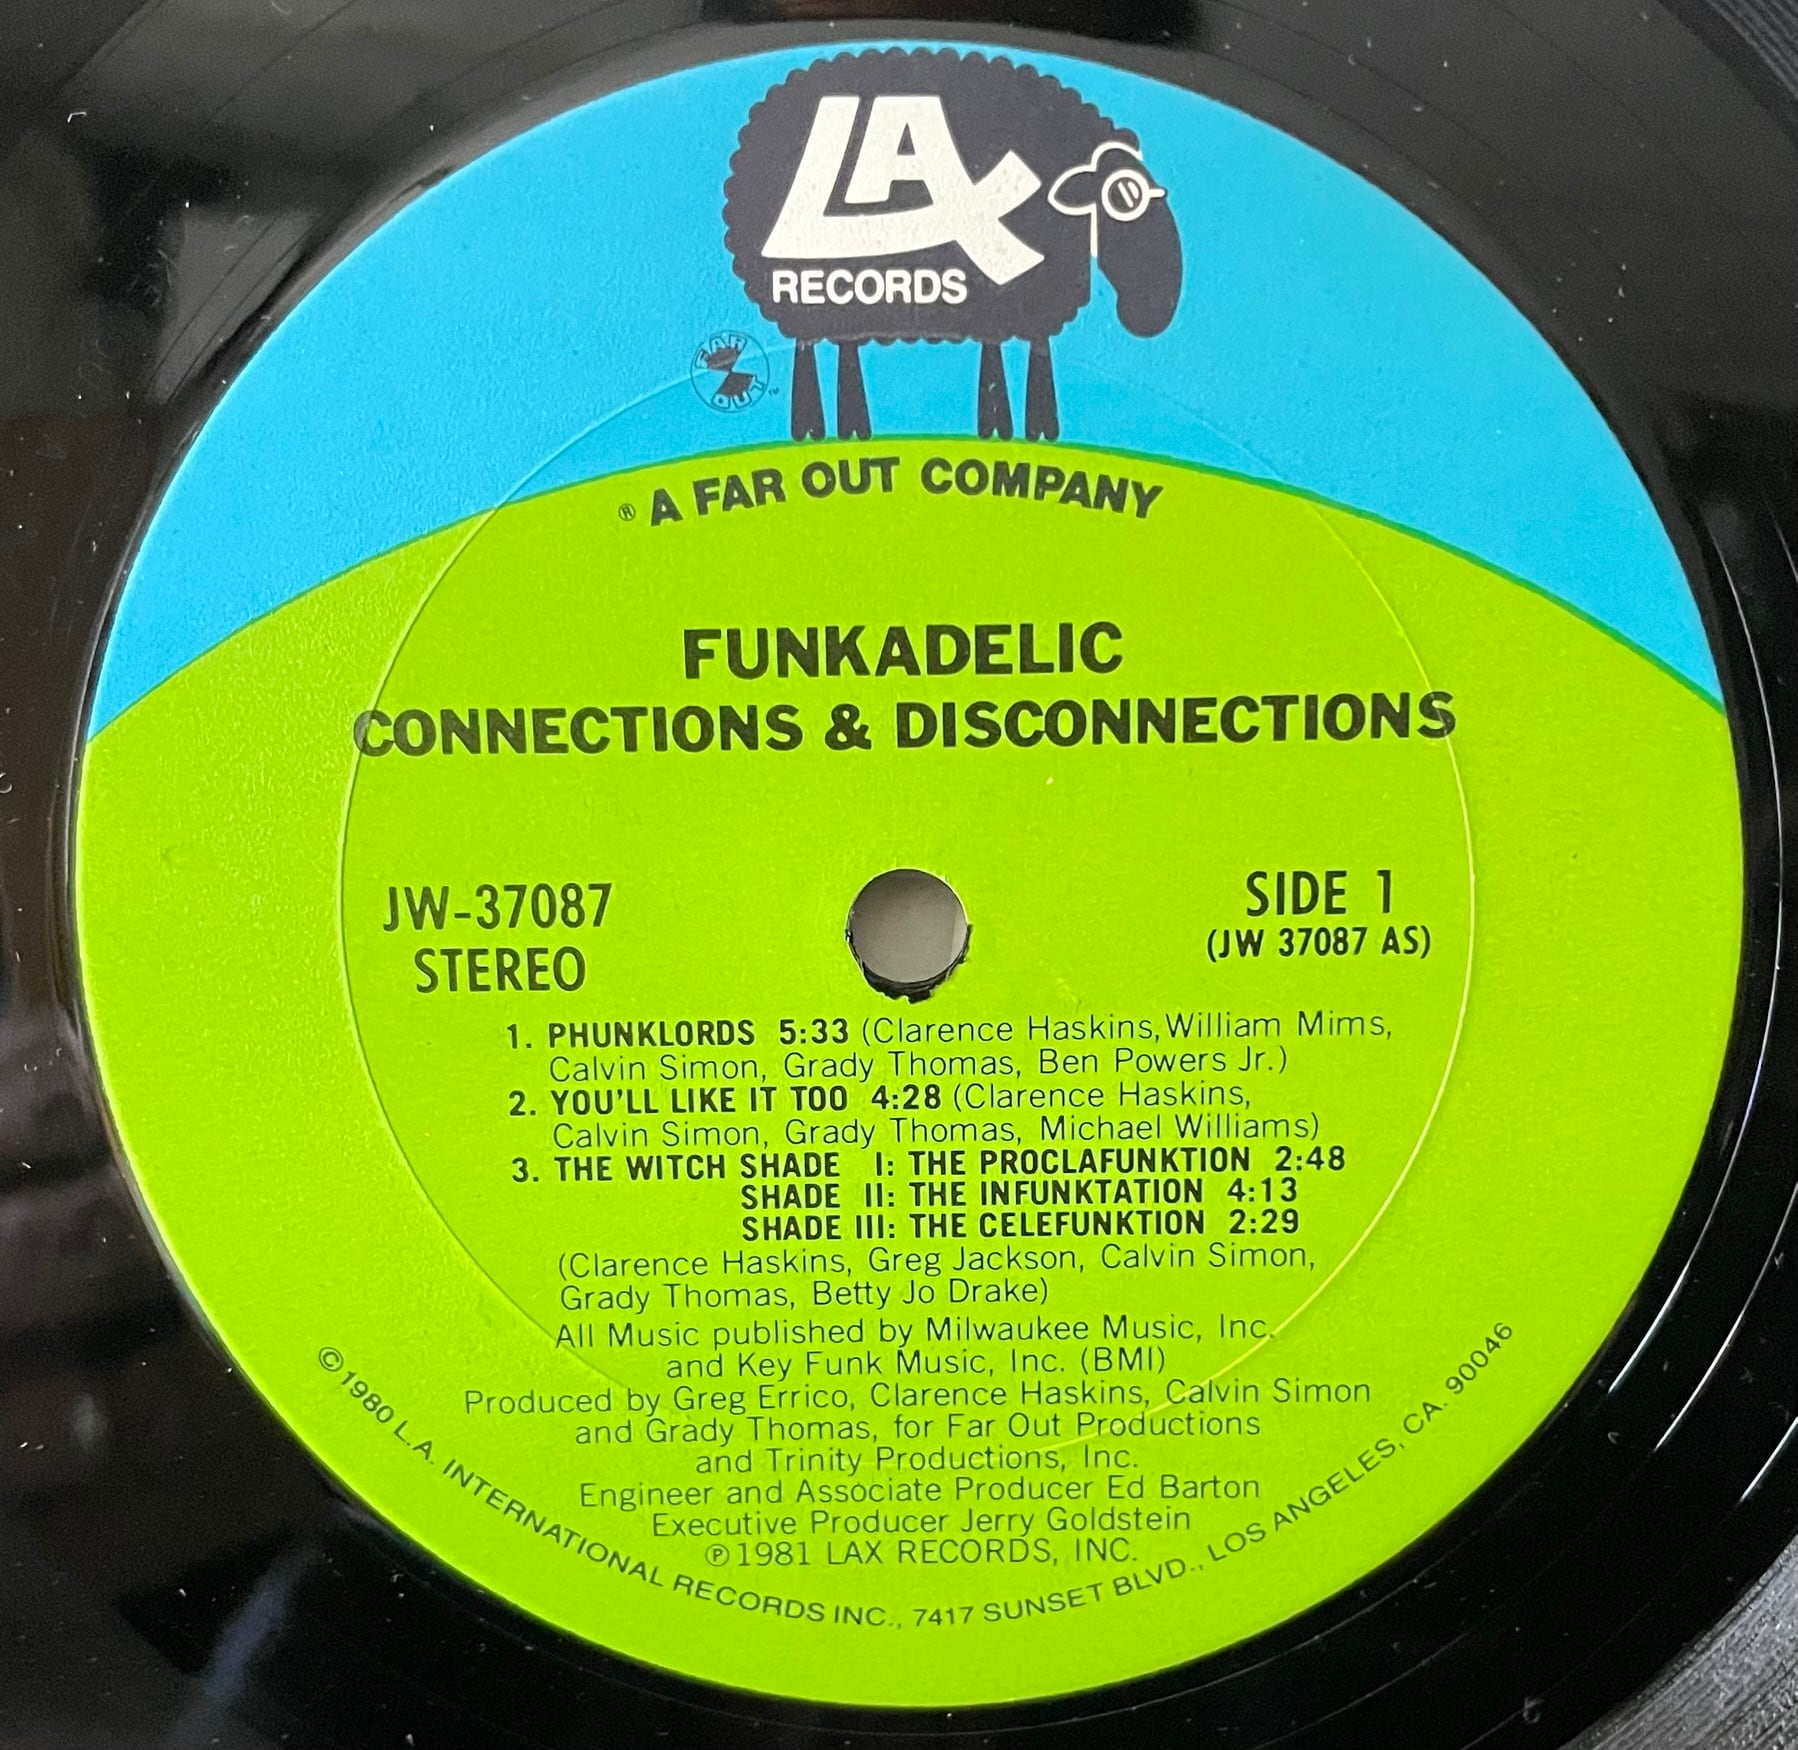 LAX
RECORDS
FAR
OUT
™
® A FAR OUT COMPANY
FUNKADELIC
CONNECTIONS & DISCONNECTIONS
JW-37087
STEREO
SIDE 1
(JW 37087 AS)
1. PHUNKLORDS 5:33 (Clarence Haskins, William Mims,
Calvin Simon, Grady Thomas, Ben Powers Jr.)
2. YOU'LL LIKE IT TOO 4:28 (Clarence Haskins,
Calvin Simon, Grady Thomas, Michael Williams)
3. THE WITCH SHADE I: THE PROCLAFUNKTION 2:48
SHADE II: THE INFUNKTATION 4:13
SHADE III: THE CELEFUNKTION 2:29
(Clarence Haskins, Greg Jackson, Calvin Simon,
Grady Thomas, Betty Jo Drake)
All Music published by Milwaukee Music, Inc.
and Key Funk Music, Inc. (BMI)
Produced by Greg Errico, Clarence Haskins, Calvin Simon
and Grady Thomas, for Far Out Productions
and Trinity Productions, Inc.
Engineer and Associate Producer Ed Barton
Executive Producer Jerry Goldstein
℗ 1981 LAX RECORDS, INC.
©1980 L.A. INTERNATIONAL RECORDS INC., 7417 SUNSET BLVD., LOS ANGELES, CA. 90046